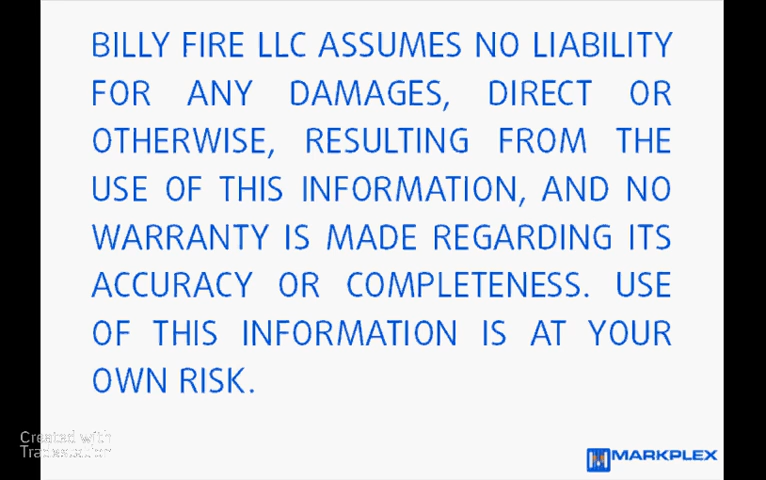 BILLY FIRE LLC ASSUMES NO LIABILITY
FOR ANY DAMAGES, DIRECT OR
OTHERWISE, RESULTING FROM THE
USE OF THIS INFORMATION, AND NO
WARRANTY IS MADE REGARDING ITS
ACCURACY OR COMPLETENESS. USE
OF THIS INFORMATION IS AT YOUR
OWN RISK.
Created with
MARKPLEX